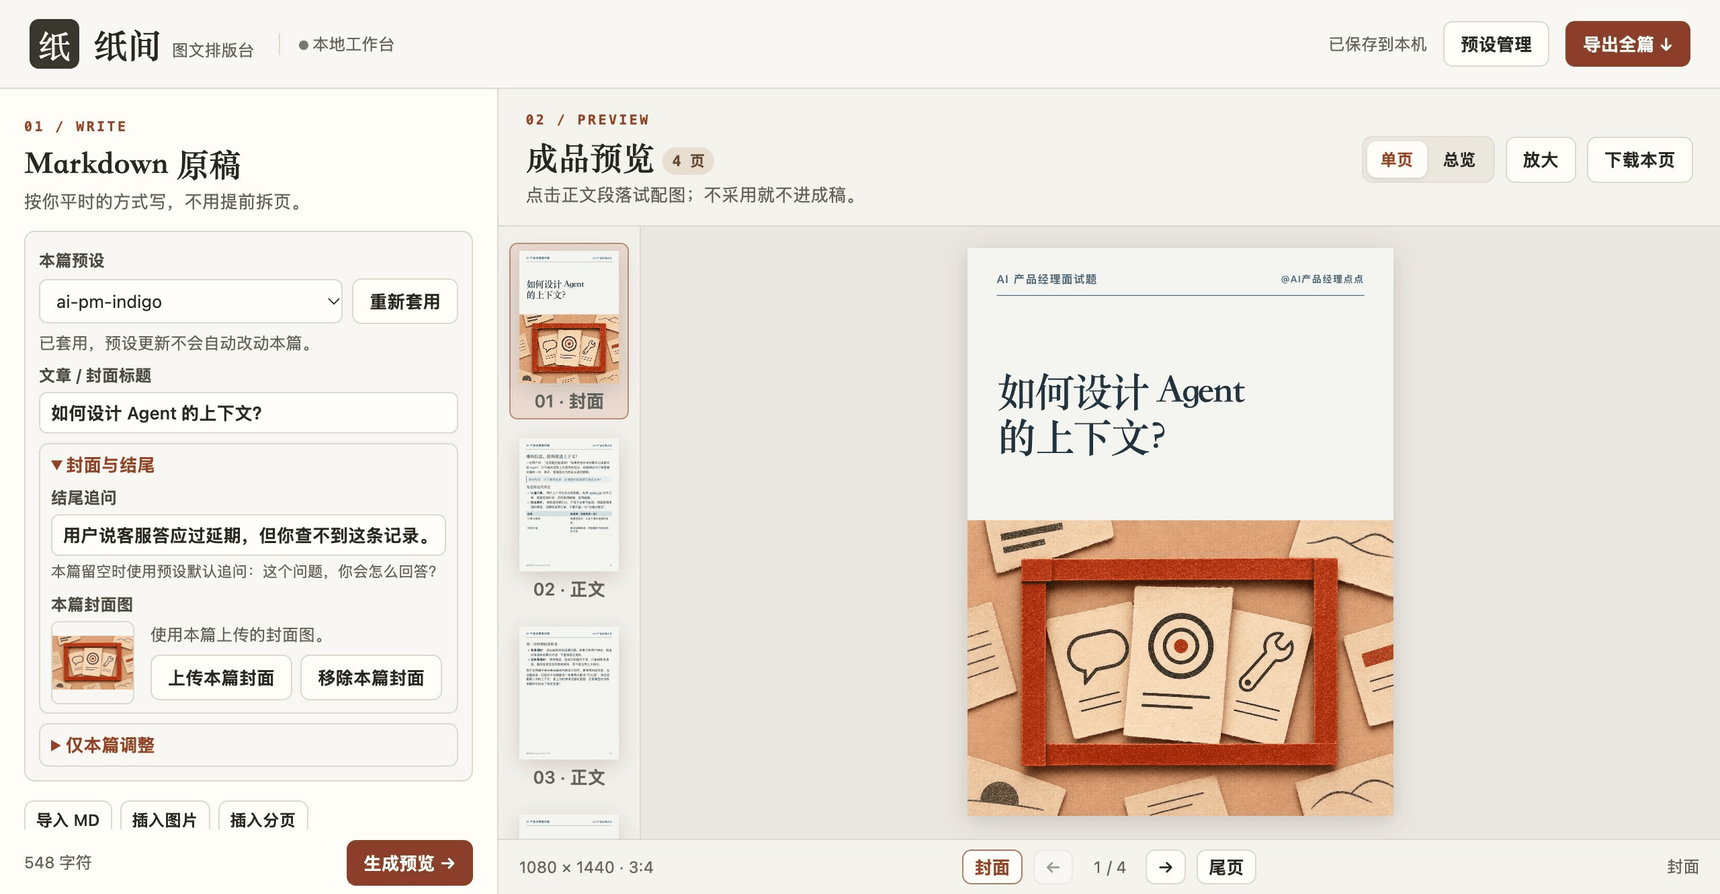 纸 纸间 图文排版台 本地工作台 已保存到本机 预设管理 导出全篇 ↓
01 / WRITE
Markdown 原稿
按你平时的方式写，不用提前拆页。
本篇预设
ai-pm-indigo 重新套用
已套用，预设更新不会自动改动本篇。
文章 / 封面标题
如何设计 Agent 的上下文?
▼封面与结尾
结尾追问
用户说客服答应过延期，但你查不到这条记录。
本篇留空时使用预设默认追问：这个问题，你会怎么回答?
本篇封面图
使用本篇上传的封面图。
上传本篇封面 移除本篇封面
▶仅本篇调整
导入 MD 插入图片 插入分页
548 字符 生成预览 →
02 / PREVIEW
成品预览 4 页
点击正文段落试配图；不采用就不进成稿。
单页 总览 放大 下载本页
如何设计 Agent
的上下文?
01 · 封面
02 · 正文
03 · 正文
AI 产品经理面试题 @AI产品经理点点
如何设计 Agent
的上下文?
1080 × 1440 · 3:4 封面 ← 1 / 4 → 尾页 封面